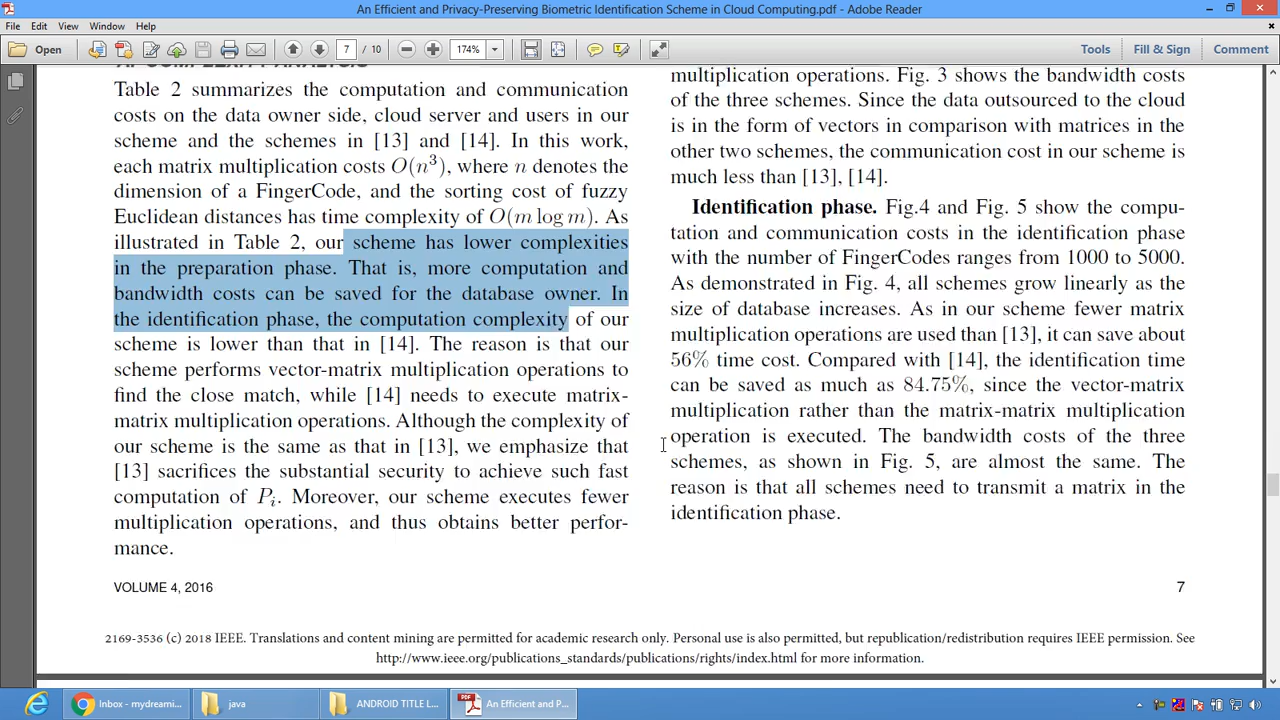 An Efficient and Privacy-Preserving Biometric Identification Scheme in Cloud Computing.pdf - Adobe Reader
File Edit View Window Help
Open
7 / 10
174%
Tools Fill & Sign Comment
Table 2 summarizes the computation and communication
costs on the data owner side, cloud server and users in our
scheme and the schemes in [13] and [14]. In this work,
each matrix multiplication costs O(n³), where n denotes the
dimension of a FingerCode, and the sorting cost of fuzzy
Euclidean distances has time complexity of O(m log m). As
illustrated in Table 2, our scheme has lower complexities
in the preparation phase. That is, more computation and
bandwidth costs can be saved for the database owner. In
the identification phase, the computation complexity of our
scheme is lower than that in [14]. The reason is that our
scheme performs vector-matrix multiplication operations to
find the close match, while [14] needs to execute matrix-
matrix multiplication operations. Although the complexity of
our scheme is the same as that in [13], we emphasize that
[13] sacrifices the substantial security to achieve such fast
computation of Pᵢ. Moreover, our scheme executes fewer
multiplication operations, and thus obtains better perfor-
mance.
multiplication operations. Fig. 3 shows the bandwidth costs
of the three schemes. Since the data outsourced to the cloud
is in the form of vectors in comparison with matrices in the
other two schemes, the communication cost in our scheme is
much less than [13], [14].
Identification phase. Fig.4 and Fig. 5 show the compu-
tation and communication costs in the identification phase
with the number of FingerCodes ranges from 1000 to 5000.
As demonstrated in Fig. 4, all schemes grow linearly as the
size of database increases. As in our scheme fewer matrix
multiplication operations are used than [13], it can save about
56% time cost. Compared with [14], the identification time
can be saved as much as 84.75%, since the vector-matrix
multiplication rather than the matrix-matrix multiplication
operation is executed. The bandwidth costs of the three
schemes, as shown in Fig. 5, are almost the same. The
reason is that all schemes need to transmit a matrix in the
identification phase.
VOLUME 4, 2016
7
2169-3536 (c) 2018 IEEE. Translations and content mining are permitted for academic research only. Personal use is also permitted, but republication/redistribution requires IEEE permission. See
http://www.ieee.org/publications_standards/publications/rights/index.html for more information.
Inbox - mydreami...
java
ANDROID TITLE L...
An Efficient and P...